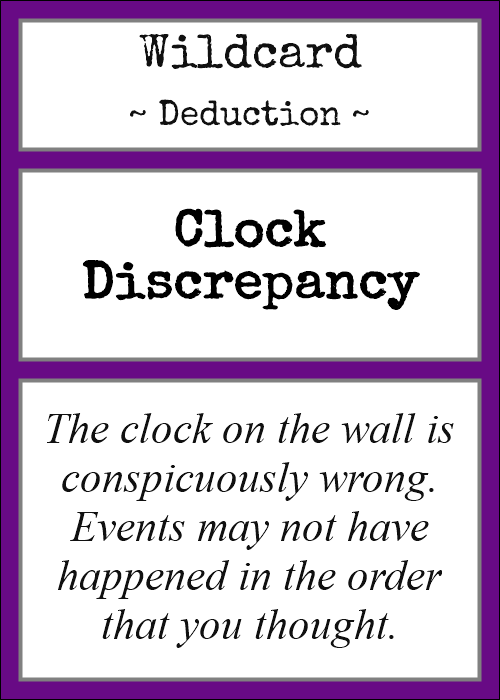 Wildcard
~ Deduction ~
Clock
Discrepancy
The clock on the wall is
conspicuously wrong.
Events may not have
happened in the order
that you thought.